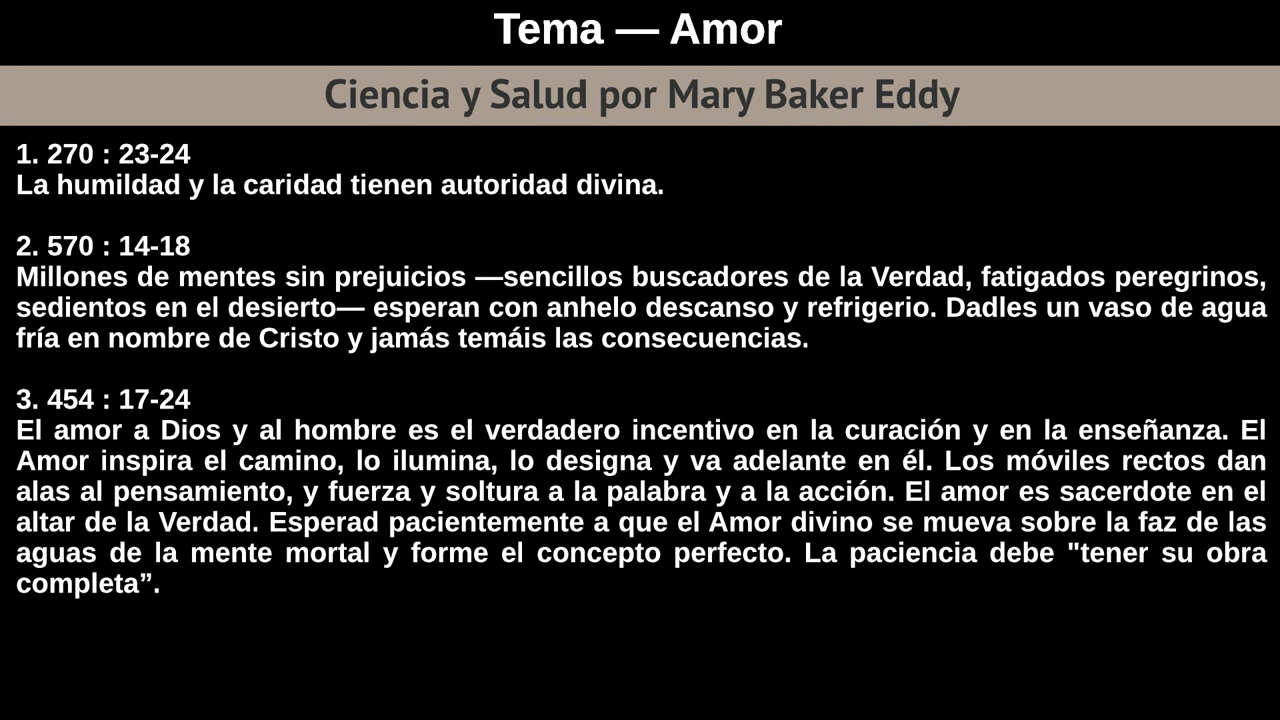 Tema — Amor
Ciencia y Salud por Mary Baker Eddy
1. 270 : 23-24
La humildad y la caridad tienen autoridad divina.
2. 570 : 14-18
Millones de mentes sin prejuicios —sencillos buscadores de la Verdad, fatigados peregrinos,
sedientos en el desierto— esperan con anhelo descanso y refrigerio. Dadles un vaso de agua
fría en nombre de Cristo y jamás temáis las consecuencias.
3. 454 : 17-24
El amor a Dios y al hombre es el verdadero incentivo en la curación y en la enseñanza. El
Amor inspira el camino, lo ilumina, lo designa y va adelante en él. Los móviles rectos dan
alas al pensamiento, y fuerza y soltura a la palabra y a la acción. El amor es sacerdote en el
altar de la Verdad. Esperad pacientemente a que el Amor divino se mueva sobre la faz de las
aguas de la mente mortal y forme el concepto perfecto. La paciencia debe "tener su obra
completa”.